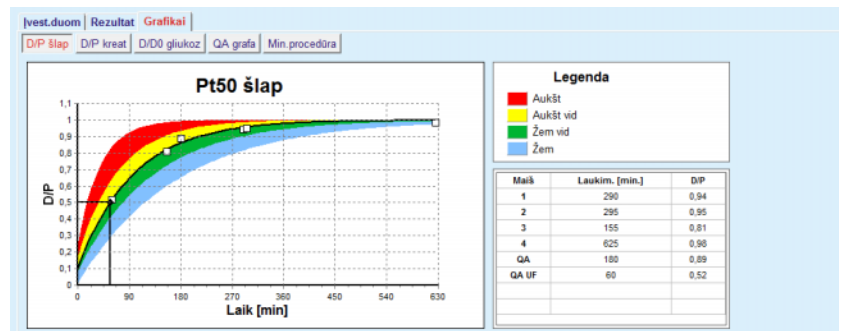 Įvest.duom Rezultat Grafikai
D/P šlap D/P kreat D/D0 gliukoz QA grafa Min.procedūra
Pt50 šlap
1,1
1
0,9
0,8
0,7
0,6
0,5
0,4
0,3
0,2
0,1
0
D/P
0 90 180 270 360 450 540 630
Laik [min]
Legenda
Aukšt
Aukšt vid
Žem vid
Žem
Maiš Laukim. [min.] D/P
1 290 0,94
2 295 0,95
3 155 0,81
4 625 0,98
QA 180 0,89
QA UF 60 0,52